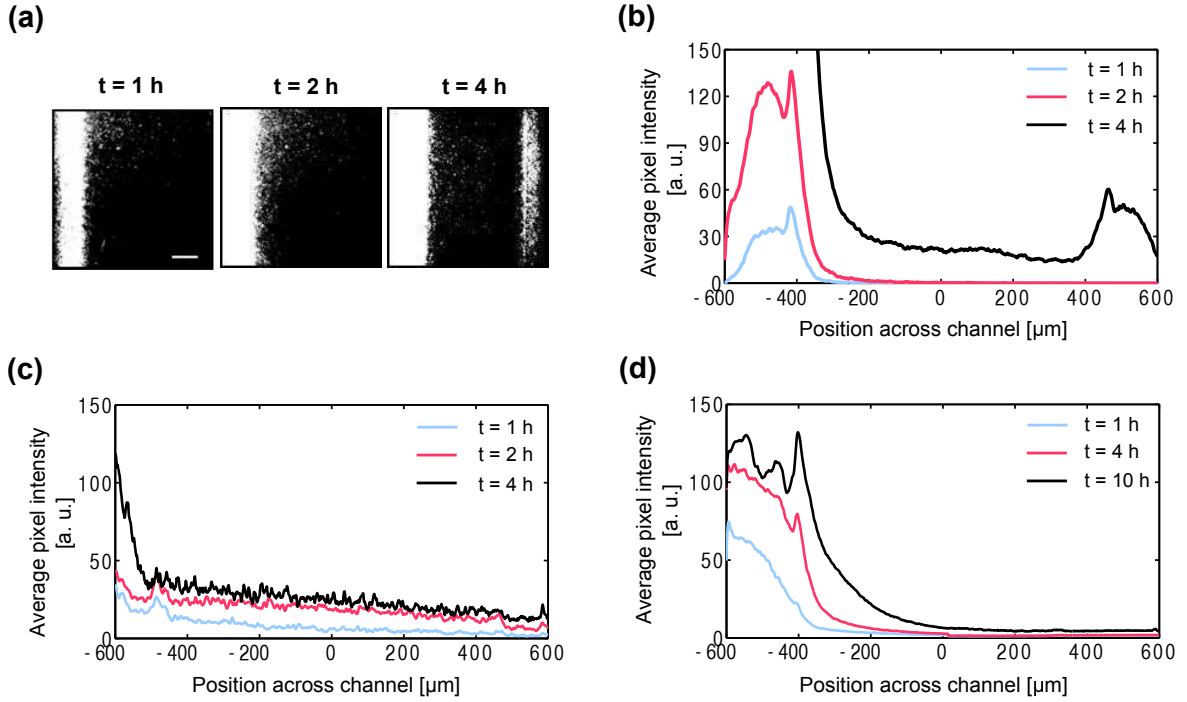 (a)
t = 1 h
t = 2 h
t = 4 h
(b)
150
120
90
60
30
0
- 600
- 400
- 200
0
200
400
600
Average pixel intensity
[a. u.]
Position across channel [µm]
t = 1 h
t = 2 h
t = 4 h
(c)
150
100
50
0
- 600
- 400
- 200
0
200
400
600
Average pixel intensity
[a. u.]
Position across channel [µm]
t = 1 h
t = 2 h
t = 4 h
(d)
150
100
50
0
- 600
- 400
- 200
0
200
400
600
Average pixel intensity
[a. u.]
Position across channel [µm]
t = 1 h
t = 4 h
t = 10 h